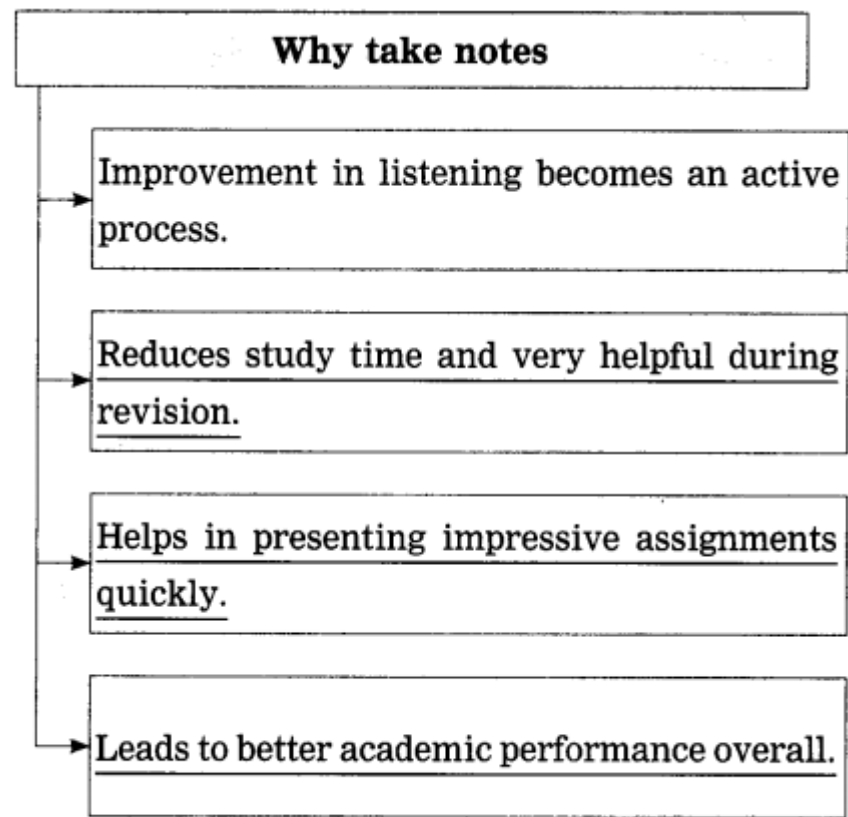 Why take notes
Improvement in listening becomes an active
process.
Reduces study time and very helpful during
revision.
Helps in presenting impressive assignments
quickly.
Leads to better academic performance overall.